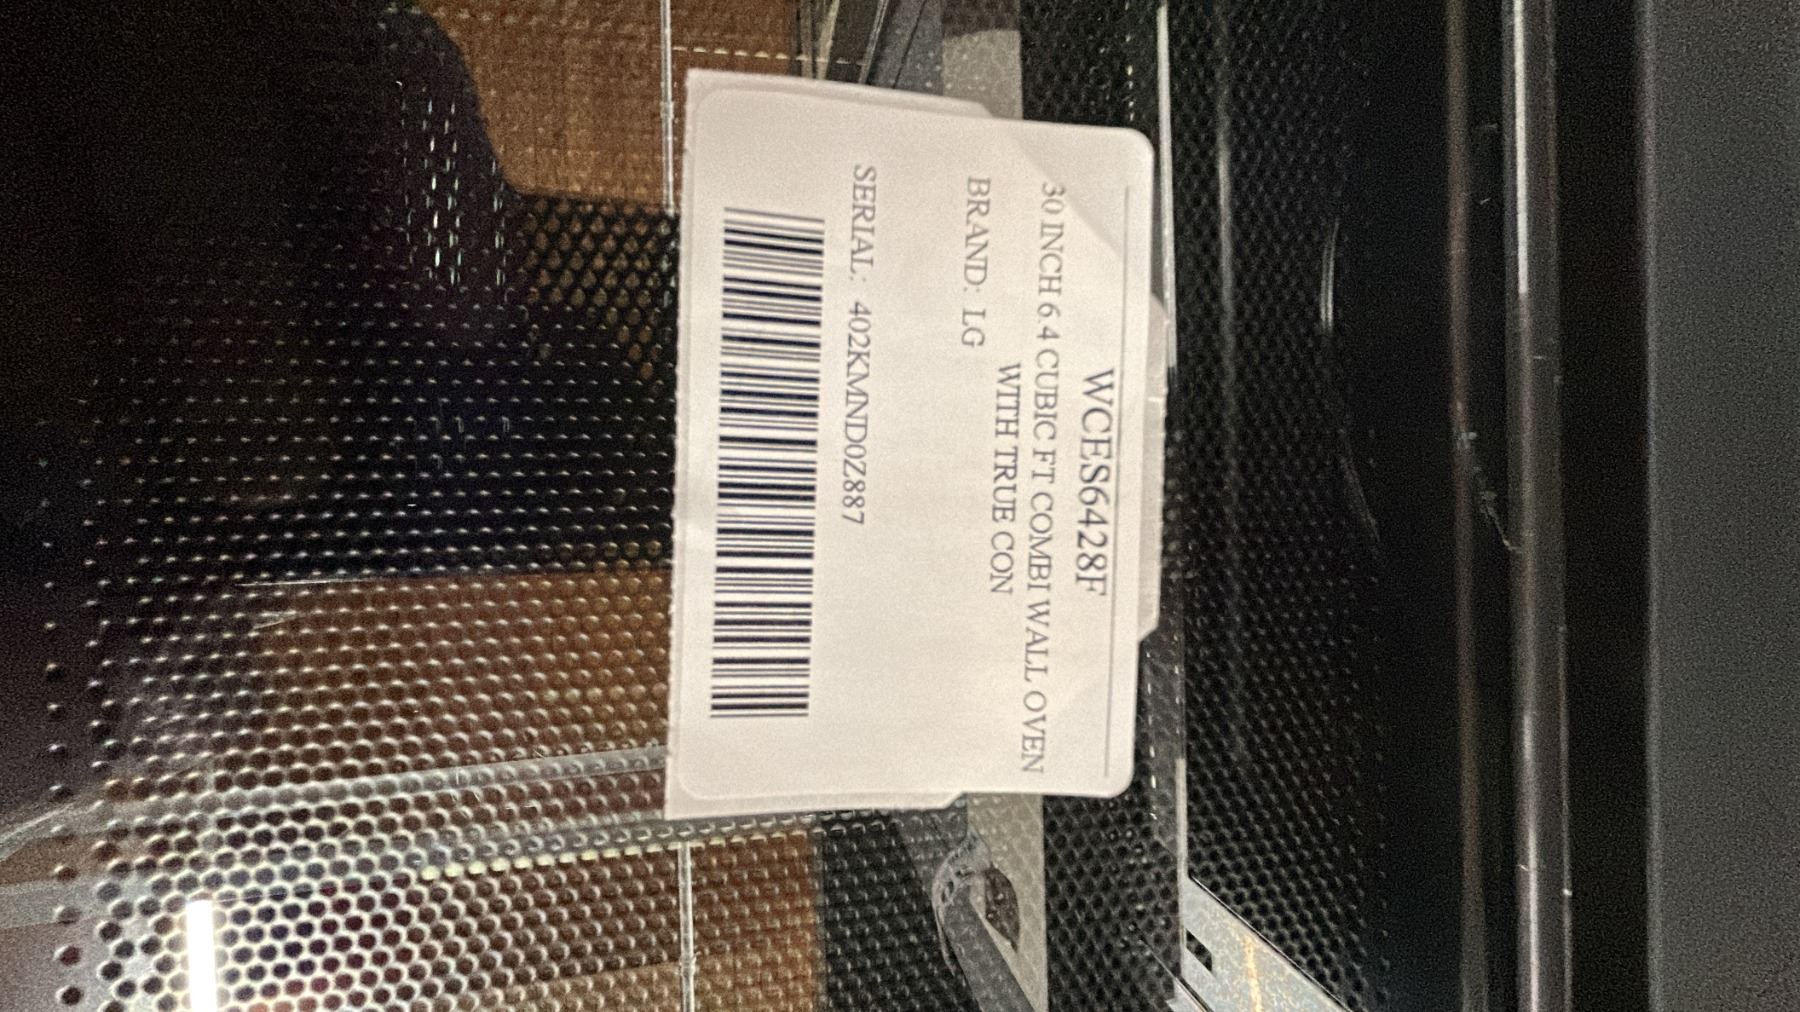 WCES6428F
30 INCH 6.4 CUBIC FT COMBI WALL OVEN
WITH TRUE CON
BRAND: LG
SERIAL: 402KMND0Z887